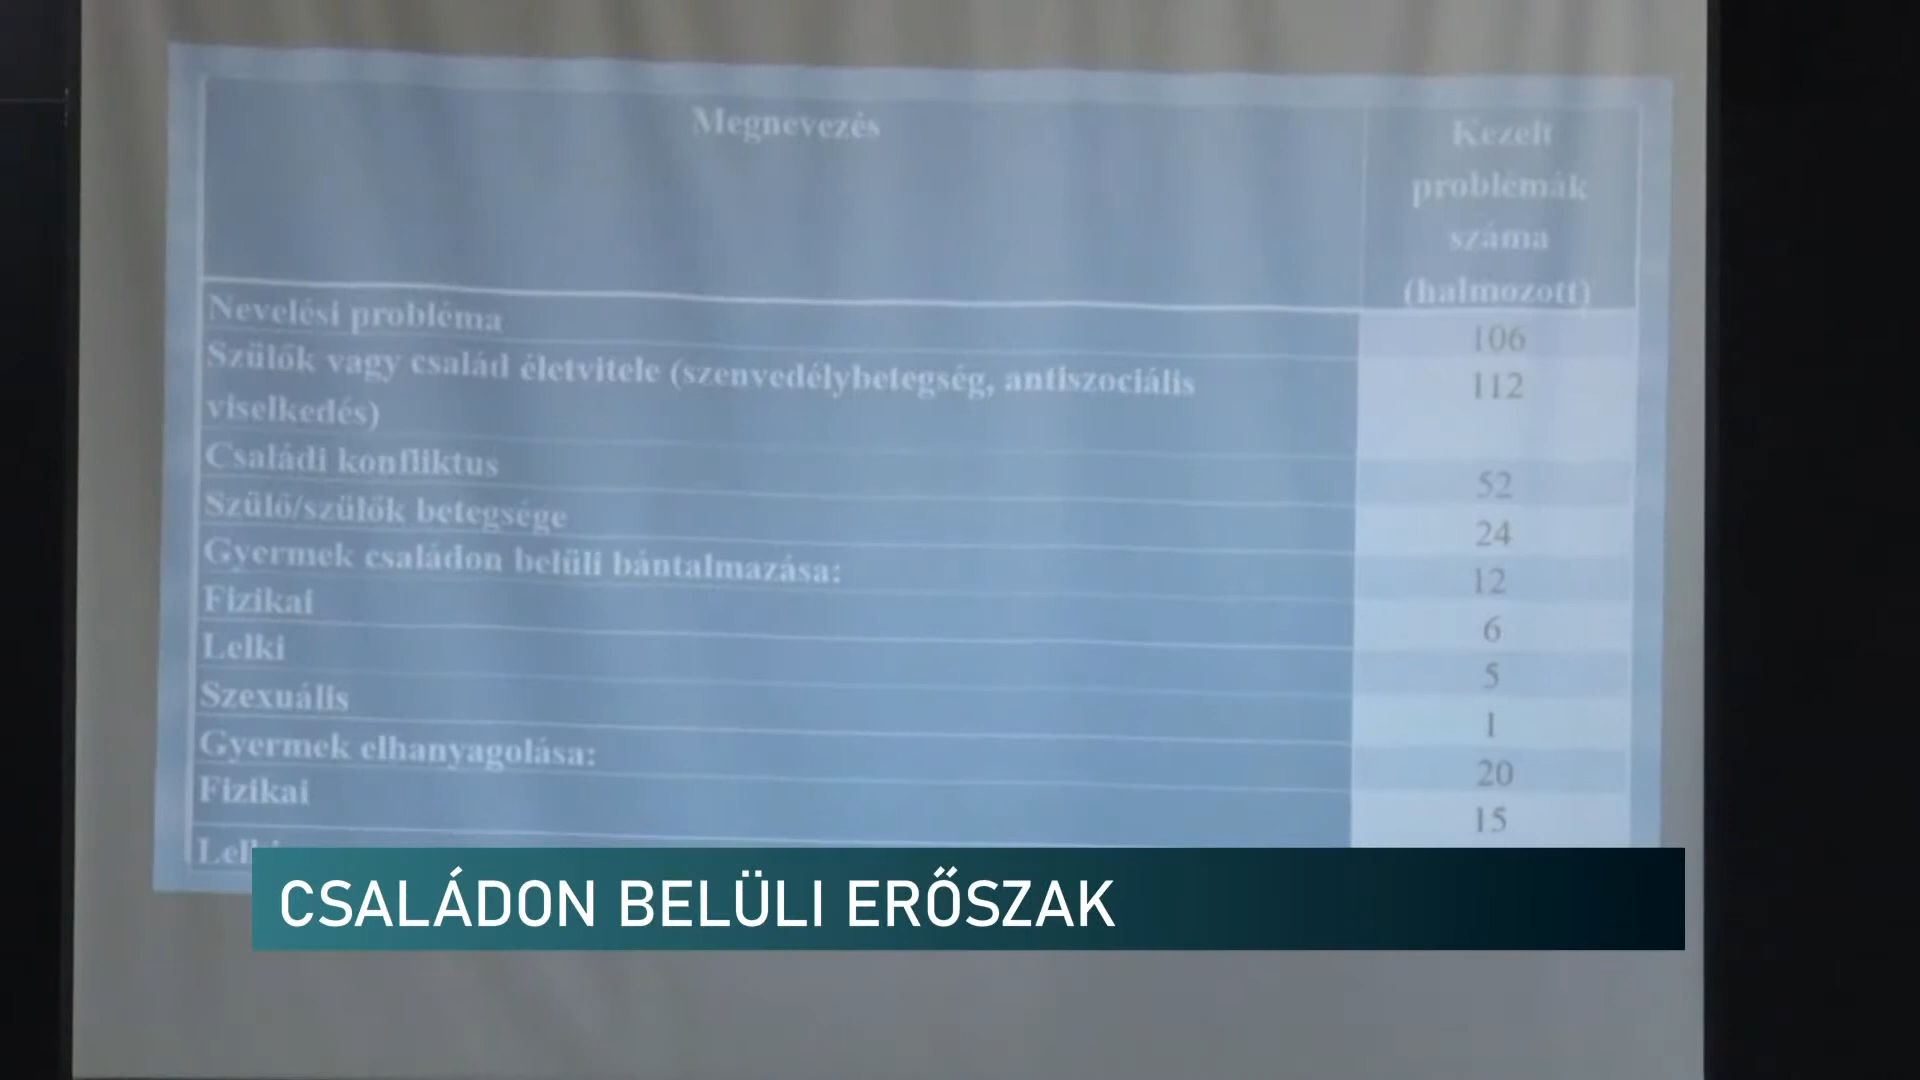 Megnevezés
Kezelt
problémák
száma
(halmozott)
Nevelési probléma
106
Szülők vagy család életvitele (szenvedélybetegség, antiszociális
viselkedés)
112
Családi konfliktus
52
Szülő/szülők betegsége
24
Gyermek családon belüli bántalmazása:
12
Fizikai
6
Lelki
5
Szexuális
1
Gyermek elhanyagolása:
20
Fizikai
15
CSALÁDON BELÜLI ERŐSZAK